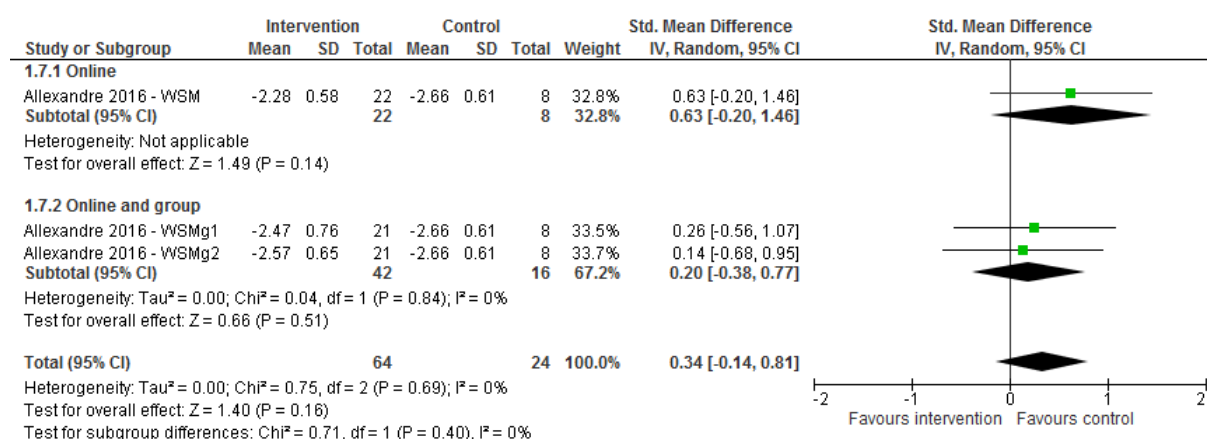 Intervention Control Std. Mean Difference Std. Mean Difference
Study or Subgroup Mean SD Total Mean SD Total Weight IV, Random, 95% CI IV, Random, 95% CI
1.7.1 Online
Allexandre 2016 - WSM -2.28 0.58 22 -2.66 0.61 8 32.8% 0.63 [-0.20, 1.46]
Subtotal (95% CI) 22 8 32.8% 0.63 [-0.20, 1.46]
Heterogeneity: Not applicable
Test for overall effect: Z = 1.49 (P = 0.14)
1.7.2 Online and group
Allexandre 2016 - WSMg1 -2.47 0.76 21 -2.66 0.61 8 33.5% 0.26 [-0.56, 1.07]
Allexandre 2016 - WSMg2 -2.57 0.65 21 -2.66 0.61 8 33.7% 0.14 [-0.68, 0.95]
Subtotal (95% CI) 42 16 67.2% 0.20 [-0.38, 0.77]
Heterogeneity: Tau² = 0.00; Chi² = 0.04, df = 1 (P = 0.84); I² = 0%
Test for overall effect: Z = 0.66 (P = 0.51)
Total (95% CI) 64 24 100.0% 0.34 [-0.14, 0.81]
Heterogeneity: Tau² = 0.00; Chi² = 0.75, df = 2 (P = 0.69); I² = 0%
Test for overall effect: Z = 1.40 (P = 0.16)
Test for subgroup differences: Chi² = 0.71, df = 1 (P = 0.40), I² = 0%
-2 -1 0 1 2
Favours intervention Favours control